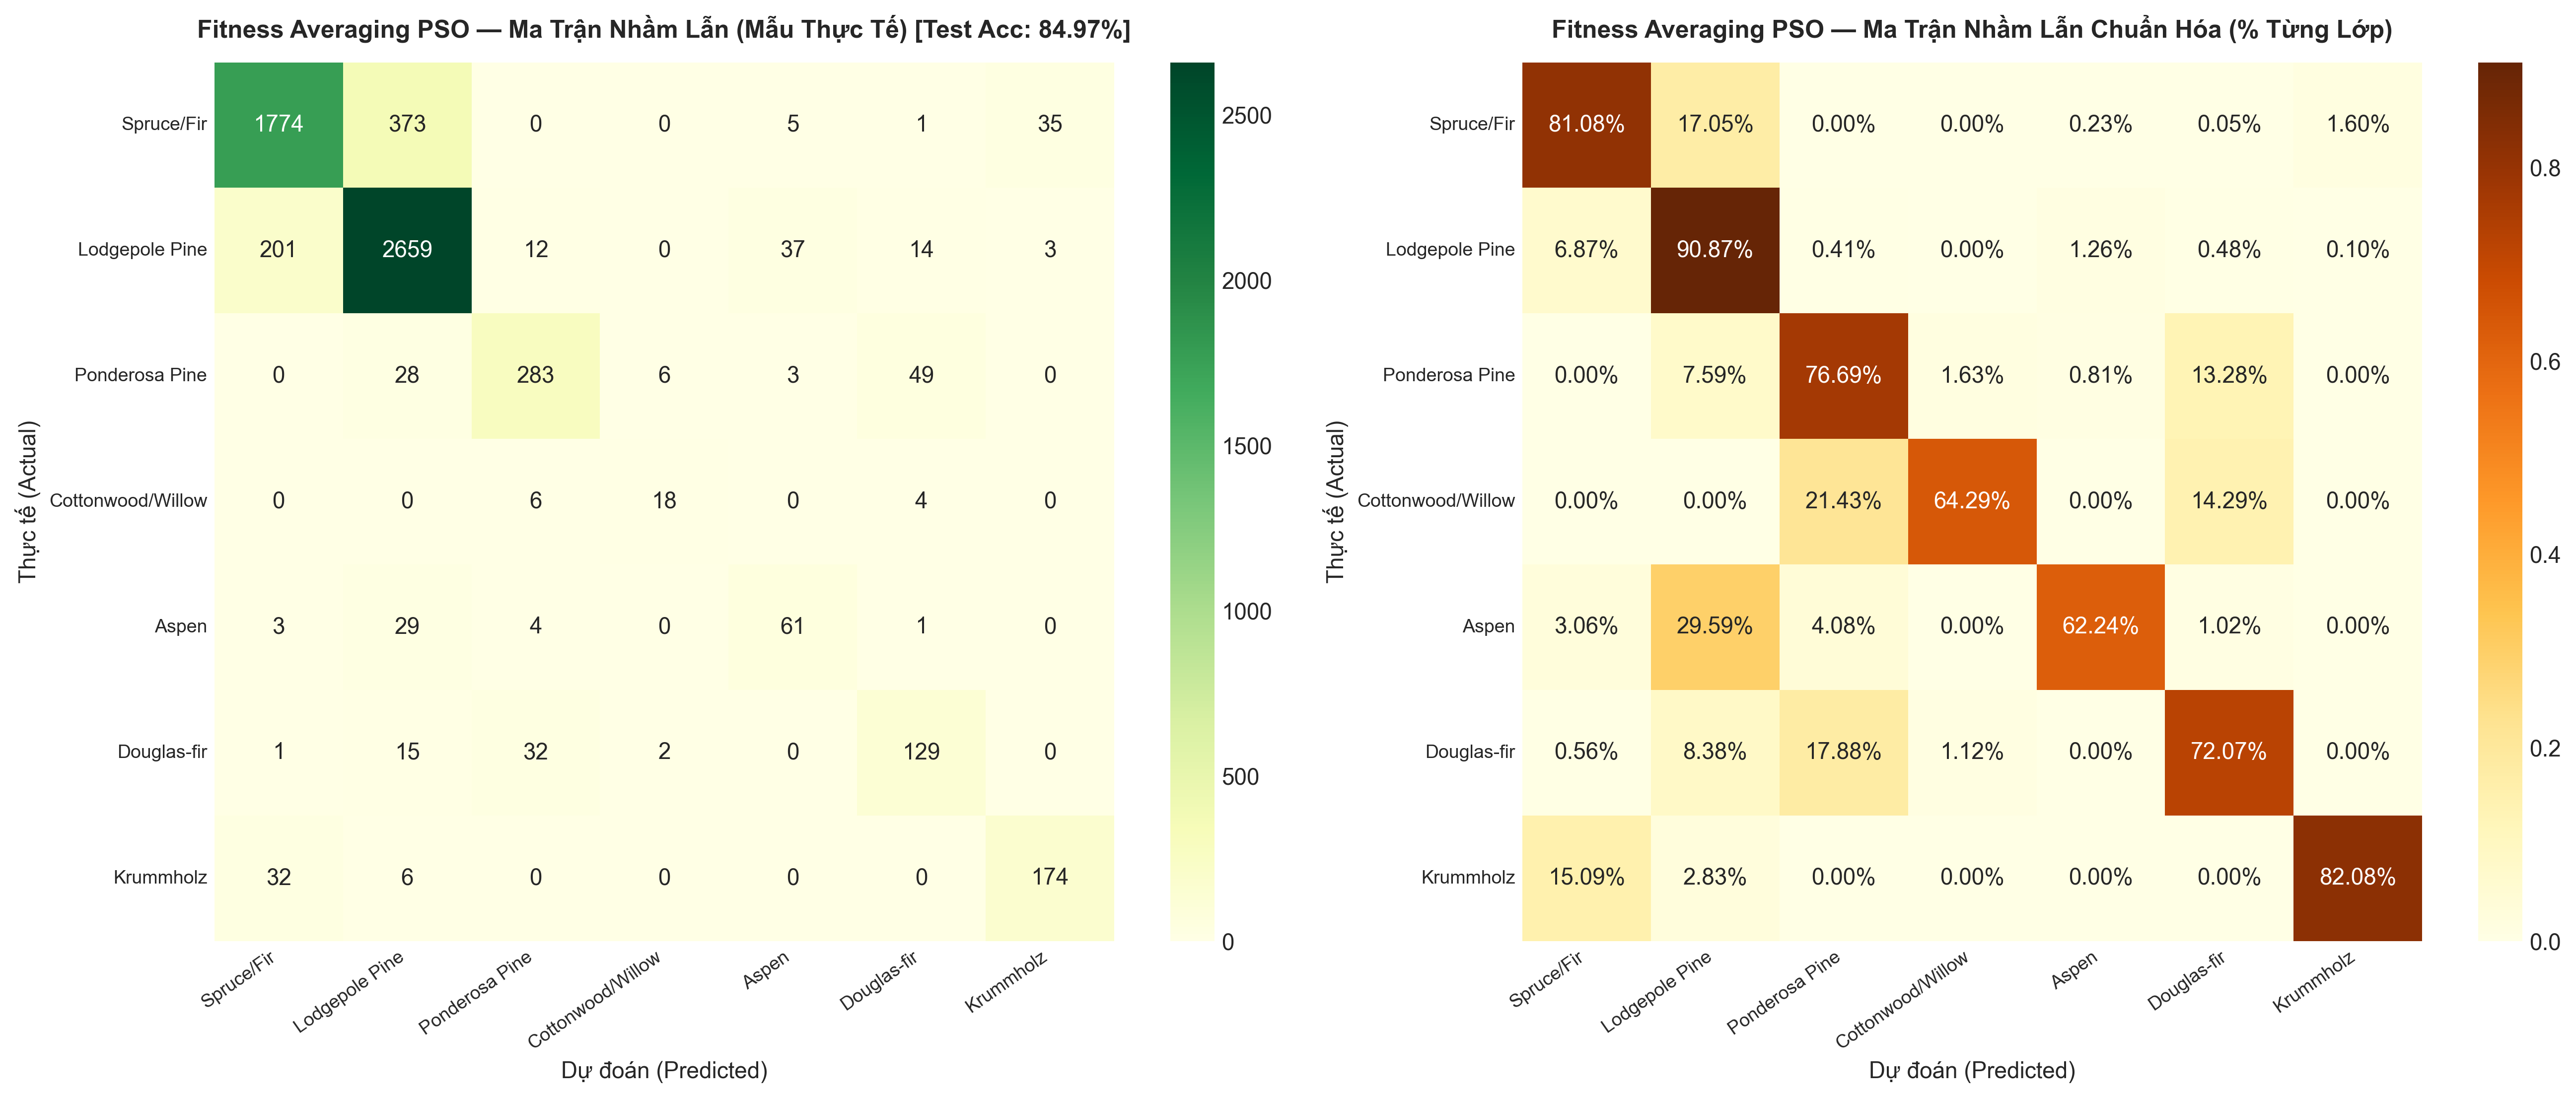 Fitness Averaging PSO — Ma Trận Nhầm Lẫn (Mẫu Thực Tế) [Test Acc: 84.97%]
Thực tế (Actual)
Spruce/Fir 1774 373 0 0 5 1 35
Lodgepole Pine 201 2659 12 0 37 14 3
Ponderosa Pine 0 28 283 6 3 49 0
Cottonwood/Willow 0 0 6 18 0 4 0
Aspen 3 29 4 0 61 1 0
Douglas-fir 1 15 32 2 0 129 0
Krummholz 32 6 0 0 0 0 174
Spruce/Fir Lodgepole Pine Ponderosa Pine Cottonwood/Willow Aspen Douglas-fir Krummholz
Dự đoán (Predicted)
2500
2000
1500
1000
500
0
Fitness Averaging PSO — Ma Trận Nhầm Lẫn Chuẩn Hóa (% Từng Lớp)
Thực tế (Actual)
Spruce/Fir 81.08% 17.05% 0.00% 0.00% 0.23% 0.05% 1.60%
Lodgepole Pine 6.87% 90.87% 0.41% 0.00% 1.26% 0.48% 0.10%
Ponderosa Pine 0.00% 7.59% 76.69% 1.63% 0.81% 13.28% 0.00%
Cottonwood/Willow 0.00% 0.00% 21.43% 64.29% 0.00% 14.29% 0.00%
Aspen 3.06% 29.59% 4.08% 0.00% 62.24% 1.02% 0.00%
Douglas-fir 0.56% 8.38% 17.88% 1.12% 0.00% 72.07% 0.00%
Krummholz 15.09% 2.83% 0.00% 0.00% 0.00% 0.00% 82.08%
Spruce/Fir Lodgepole Pine Ponderosa Pine Cottonwood/Willow Aspen Douglas-fir Krummholz
Dự đoán (Predicted)
0.8
0.6
0.4
0.2
0.0